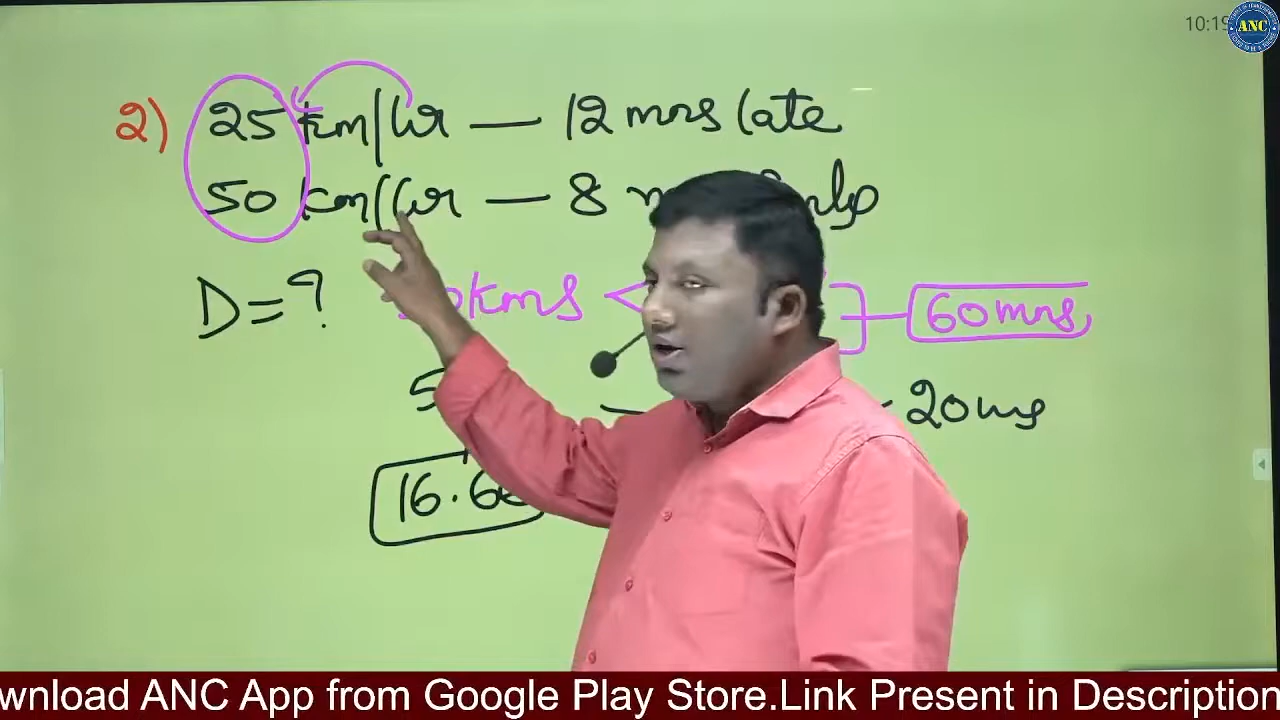 10:19
ANC
2) 25 km/hr — 12 mns late
50 km/hr — 8
D = ? kms < 60 mns
20 ms
16.6
wnload ANC App from Google Play Store.Link Present in Description